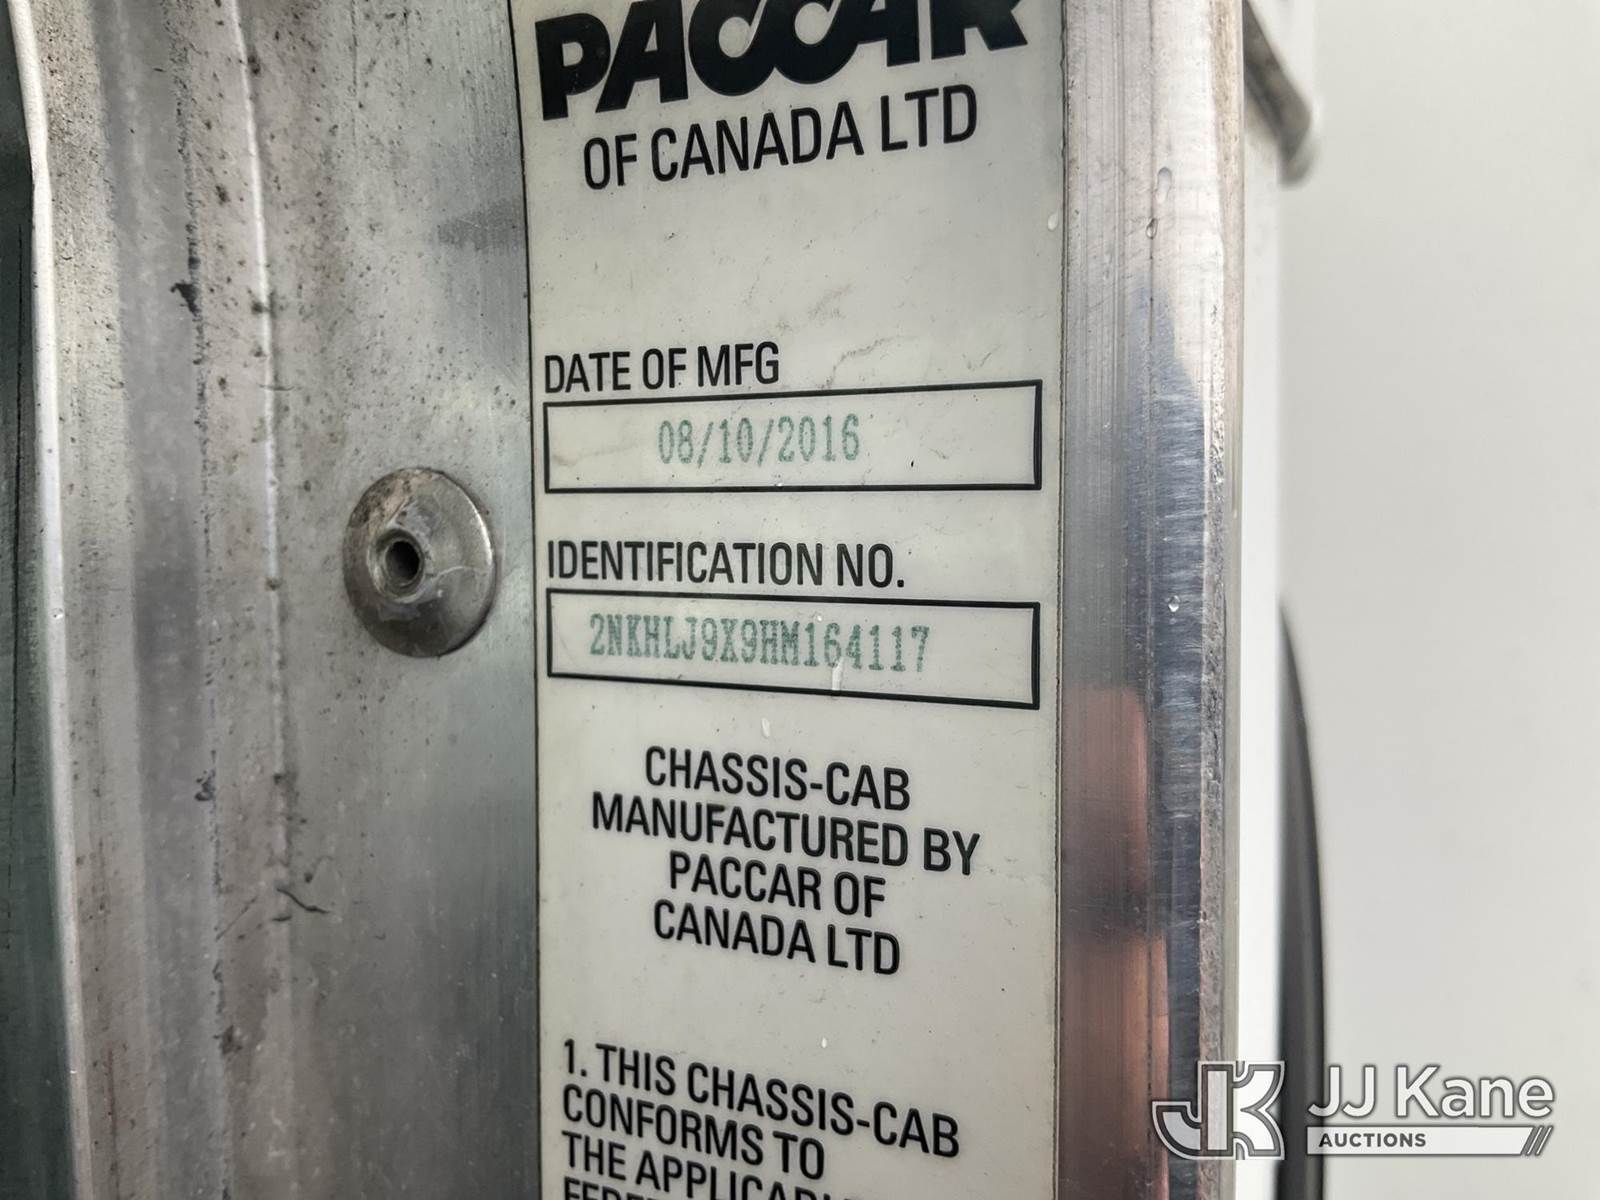 PACCAR
OF CANADA LTD
DATE OF MFG
08/10/2016
IDENTIFICATION NO.
2NKHLJ9X9HM164117
CHASSIS-CAB
MANUFACTURED BY
PACCAR OF
CANADA LTD
1. THIS CHASSIS-CAB
CONFORMS TO
THE
JK JJ Kane
AUCTIONS